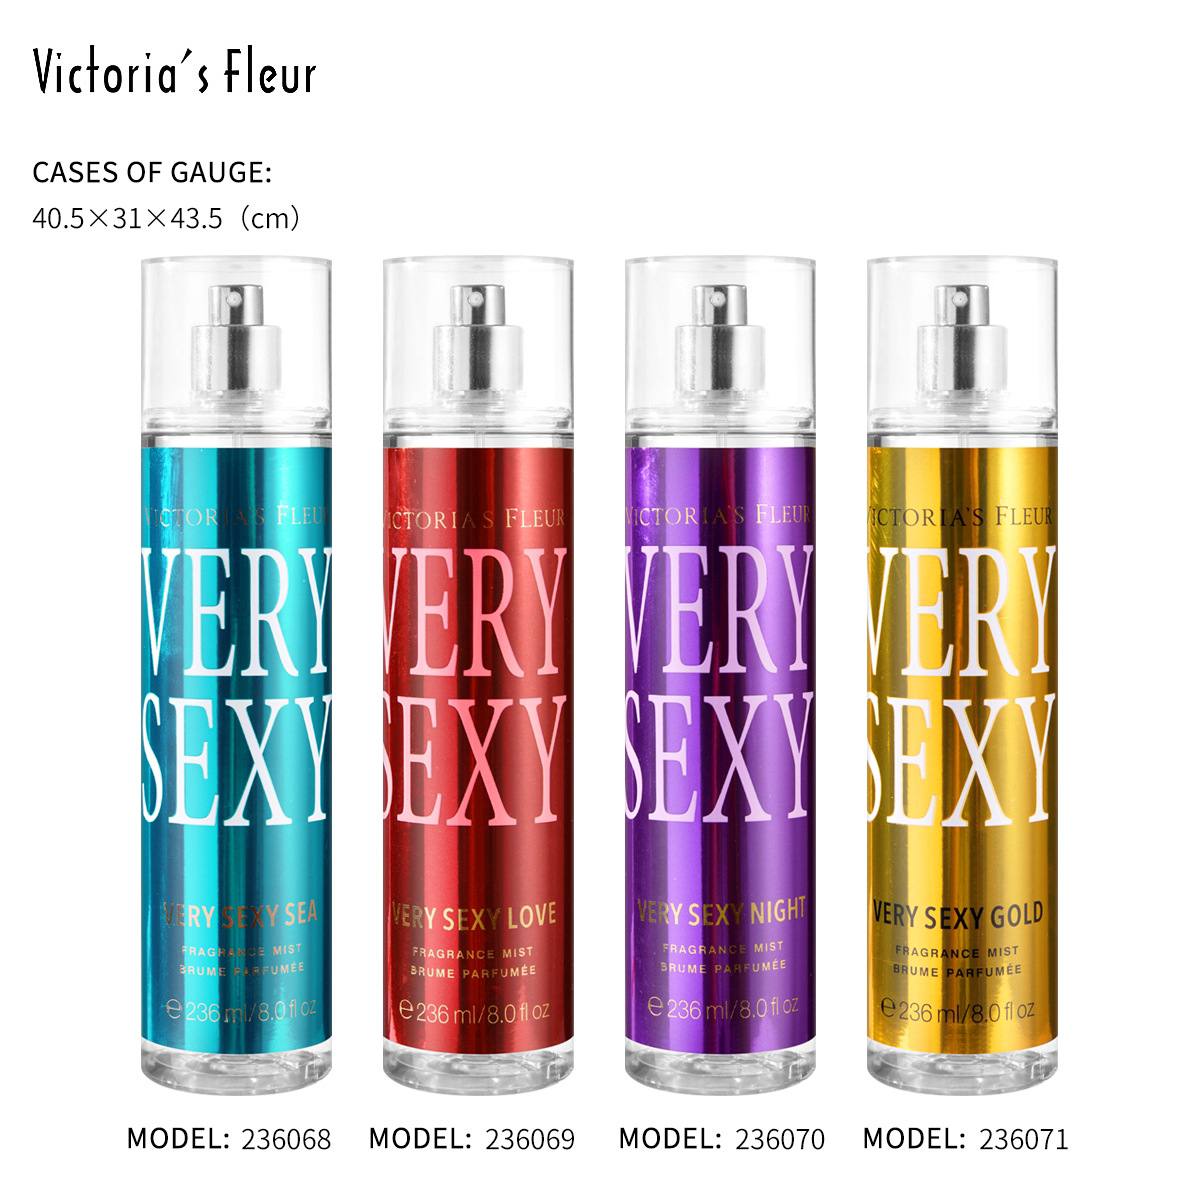 Victoria's Fleur
CASES OF GAUGE:
40.5×31×43.5（cm）
VICTORIA'S FLEUR
VERY
SEXY
VERY SEXY SEA
FRAGRANCE MIST
BRUME PARFUMÉE
℮ 236 ml/8.0 fl oz
MODEL: 236068
VICTORIA'S FLEUR
VERY
SEXY
VERY SEXY LOVE
FRAGRANCE MIST
BRUME PARFUMÉE
℮ 236 ml/8.0 fl oz
MODEL: 236069
VICTORIA'S FLEUR
VERY
SEXY
VERY SEXY NIGHT
FRAGRANCE MIST
BRUME PARFUMÉE
℮ 236 ml/8.0 fl oz
MODEL: 236070
VICTORIA'S FLEUR
VERY
SEXY
VERY SEXY GOLD
FRAGRANCE MIST
BRUME PARFUMÉE
℮ 236 ml/8.0 fl oz
MODEL: 236071